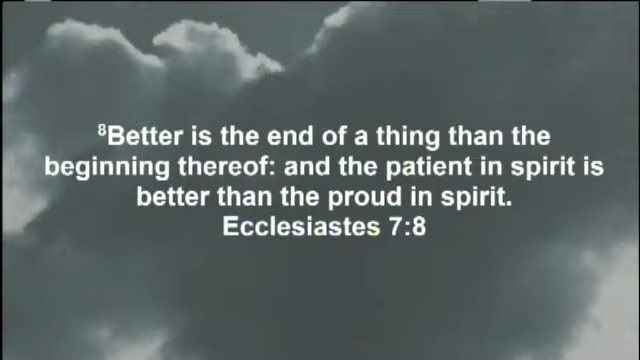 ⁸Better is the end of a thing than the
beginning thereof: and the patient in spirit is
better than the proud in spirit.
Ecclesiastes 7:8